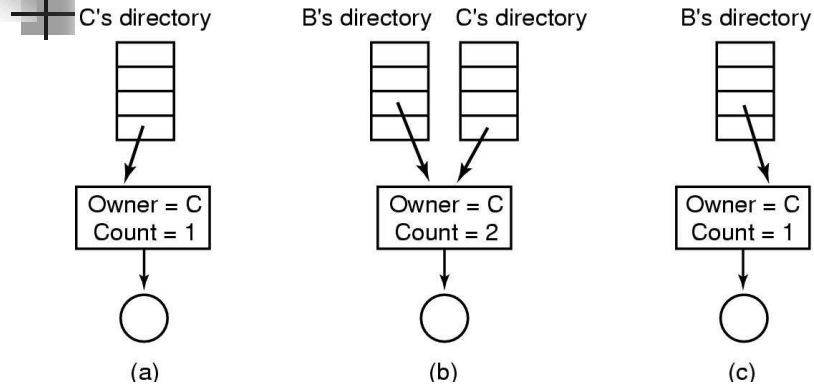 C's directory
B's directory
C's directory
B's directory
Owner = C
Count = 1
Owner = C
Count = 2
Owner = C
Count = 1
(a)
(b)
(c)